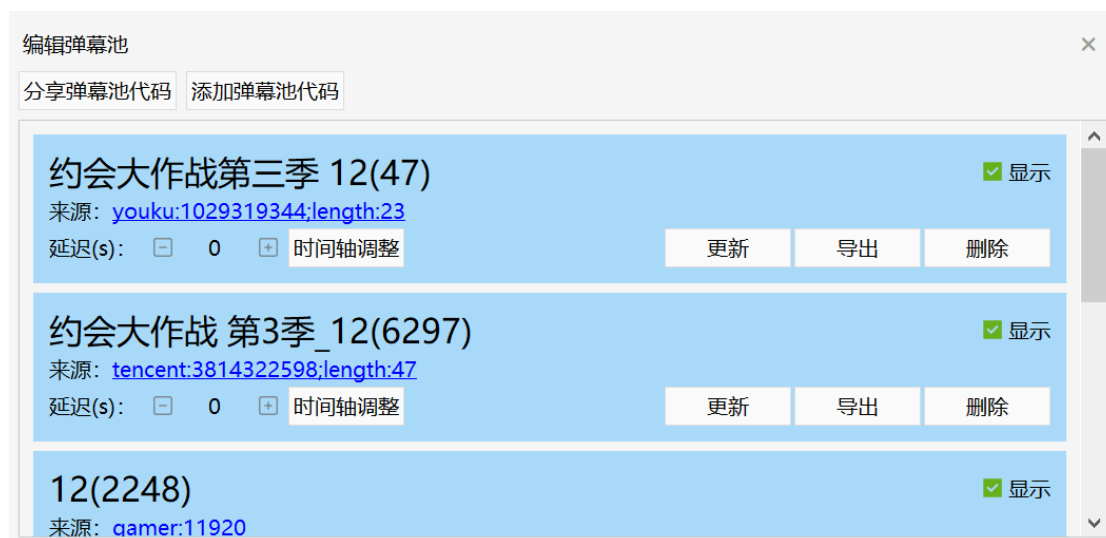 编辑弹幕池
分享弹幕池代码 添加弹幕池代码
约会大作战第三季 12(47)
显示
来源：youku:1029319344;length:23
延迟(s)： 0 时间轴调整 更新 导出 删除
约会大作战 第3季_12(6297)
显示
来源：tencent:3814322598;length:47
延迟(s)： 0 时间轴调整 更新 导出 删除
12(2248)
显示
来源：gamer:11920